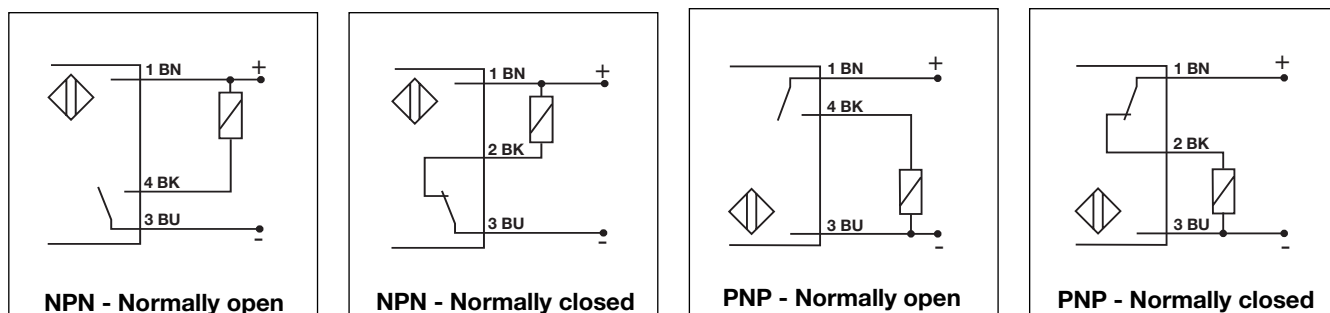 1 BN
+
4 BK
3 BU
-
NPN - Normally open
1 BN
+
2 BK
3 BU
-
NPN - Normally closed
1 BN
+
4 BK
3 BU
-
PNP - Normally open
1 BN
+
2 BK
3 BU
-
PNP - Normally closed